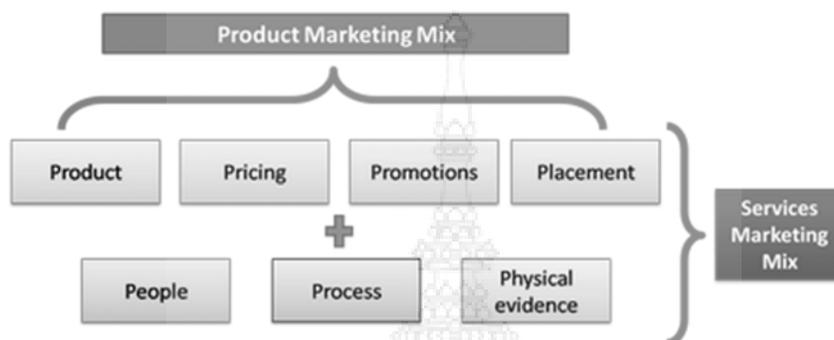 Product Marketing Mix
Product
Pricing
Promotions
Placement
+
People
Process
Physical
evidence
Services
Marketing
Mix